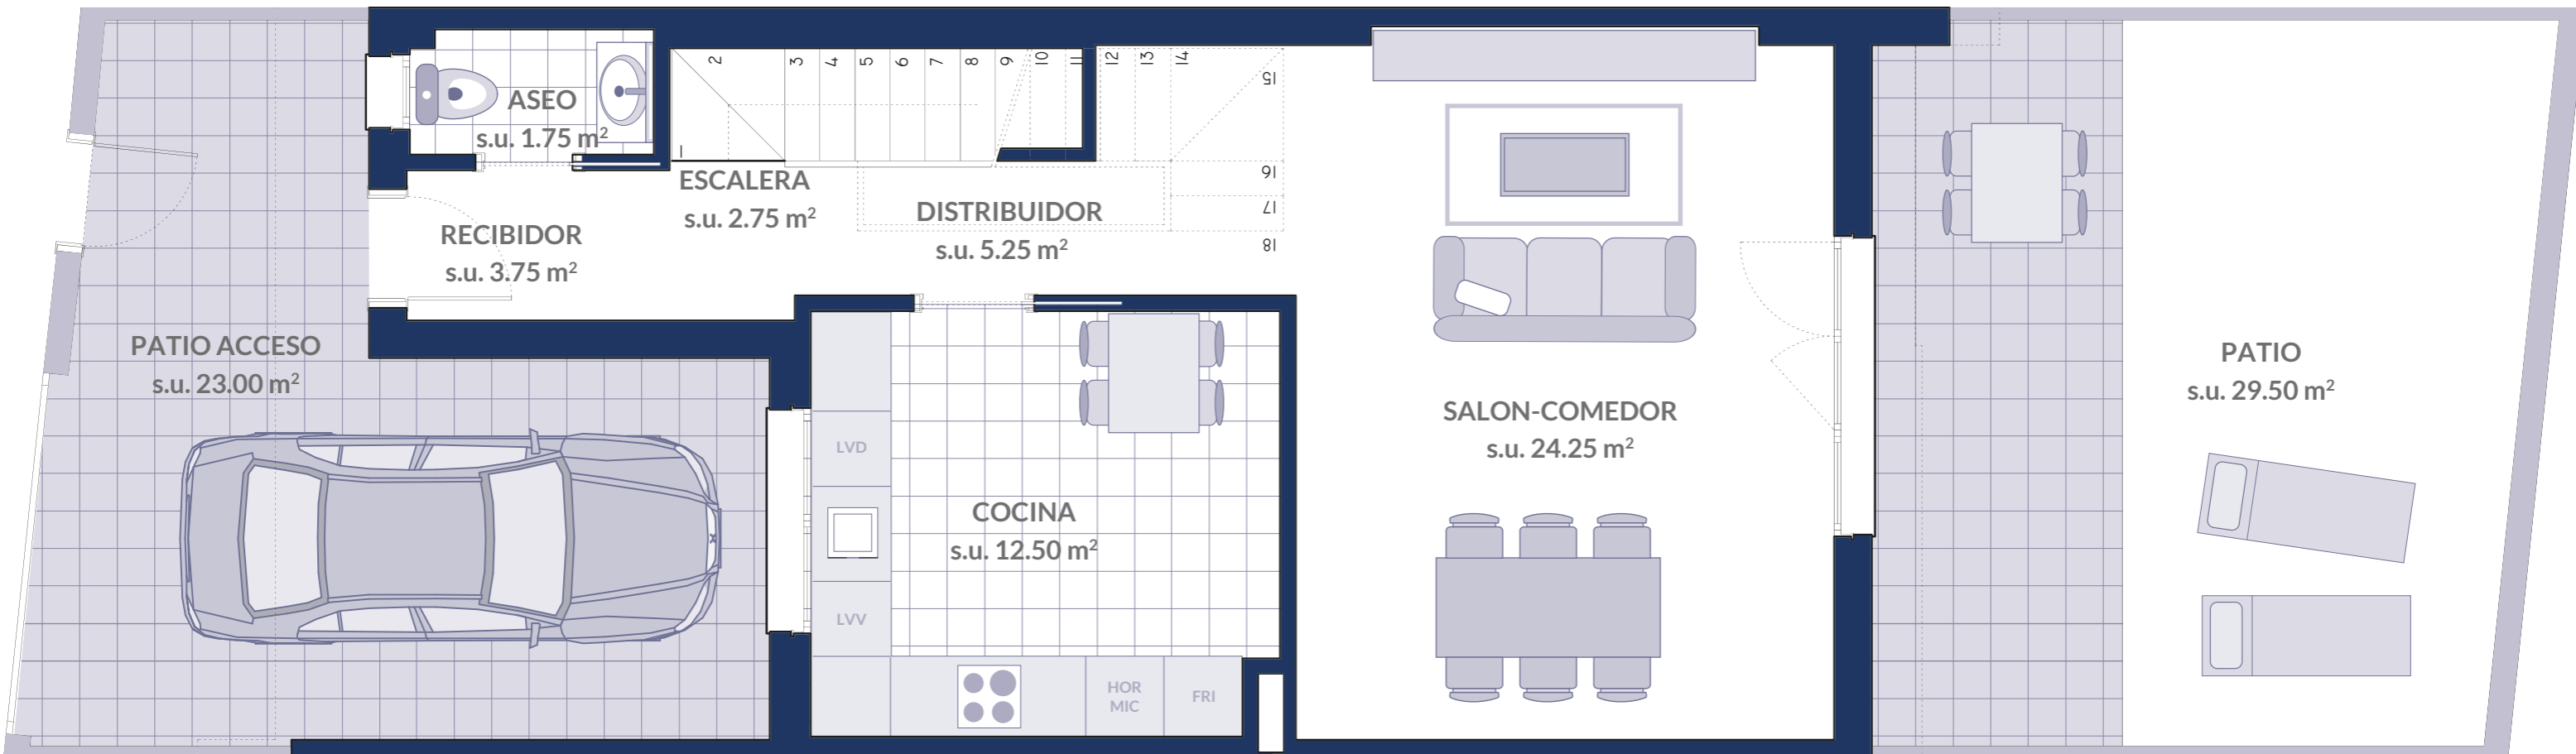 2
3
4
5
6
7
8
9
10
11
12
13
14
15
16
17
18
1
ASEO
s.u. 1.75 m²
ESCALERA
s.u. 2.75 m²
DISTRIBUIDOR
s.u. 5.25 m²
RECIBIDOR
s.u. 3.75 m²
PATIO ACCESO
s.u. 23.00 m²
PATIO
s.u. 29.50 m²
SALON-COMEDOR
s.u. 24.25 m²
LVD
COCINA
s.u. 12.50 m²
LVV
HOR
MIC
FRI